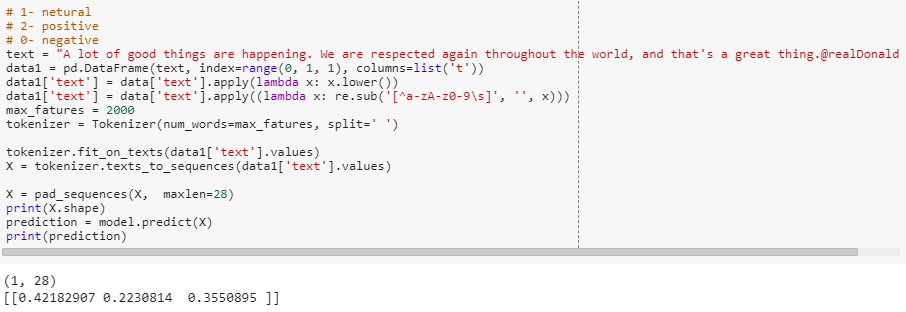 # 1- netural
# 2- positive
# 0- negative
text = "A lot of good things are happening. We are respected again throughout the world, and that's a great thing.@realDonald
data1 = pd.DataFrame(text, index=range(0, 1, 1), columns=list('t'))
data1['text'] = data['text'].apply(lambda x: x.lower())
data1['text'] = data['text'].apply((lambda x: re.sub('[^a-zA-z0-9\s]', '', x)))
max_fatures = 2000
tokenizer = Tokenizer(num_words=max_fatures, split=' ')
tokenizer.fit_on_texts(data1['text'].values)
X = tokenizer.texts_to_sequences(data1['text'].values)
X = pad_sequences(X,  maxlen=28)
print(X.shape)
prediction = model.predict(X)
print(prediction)
(1, 28)
[[0.42182907 0.2230814  0.3550895 ]]